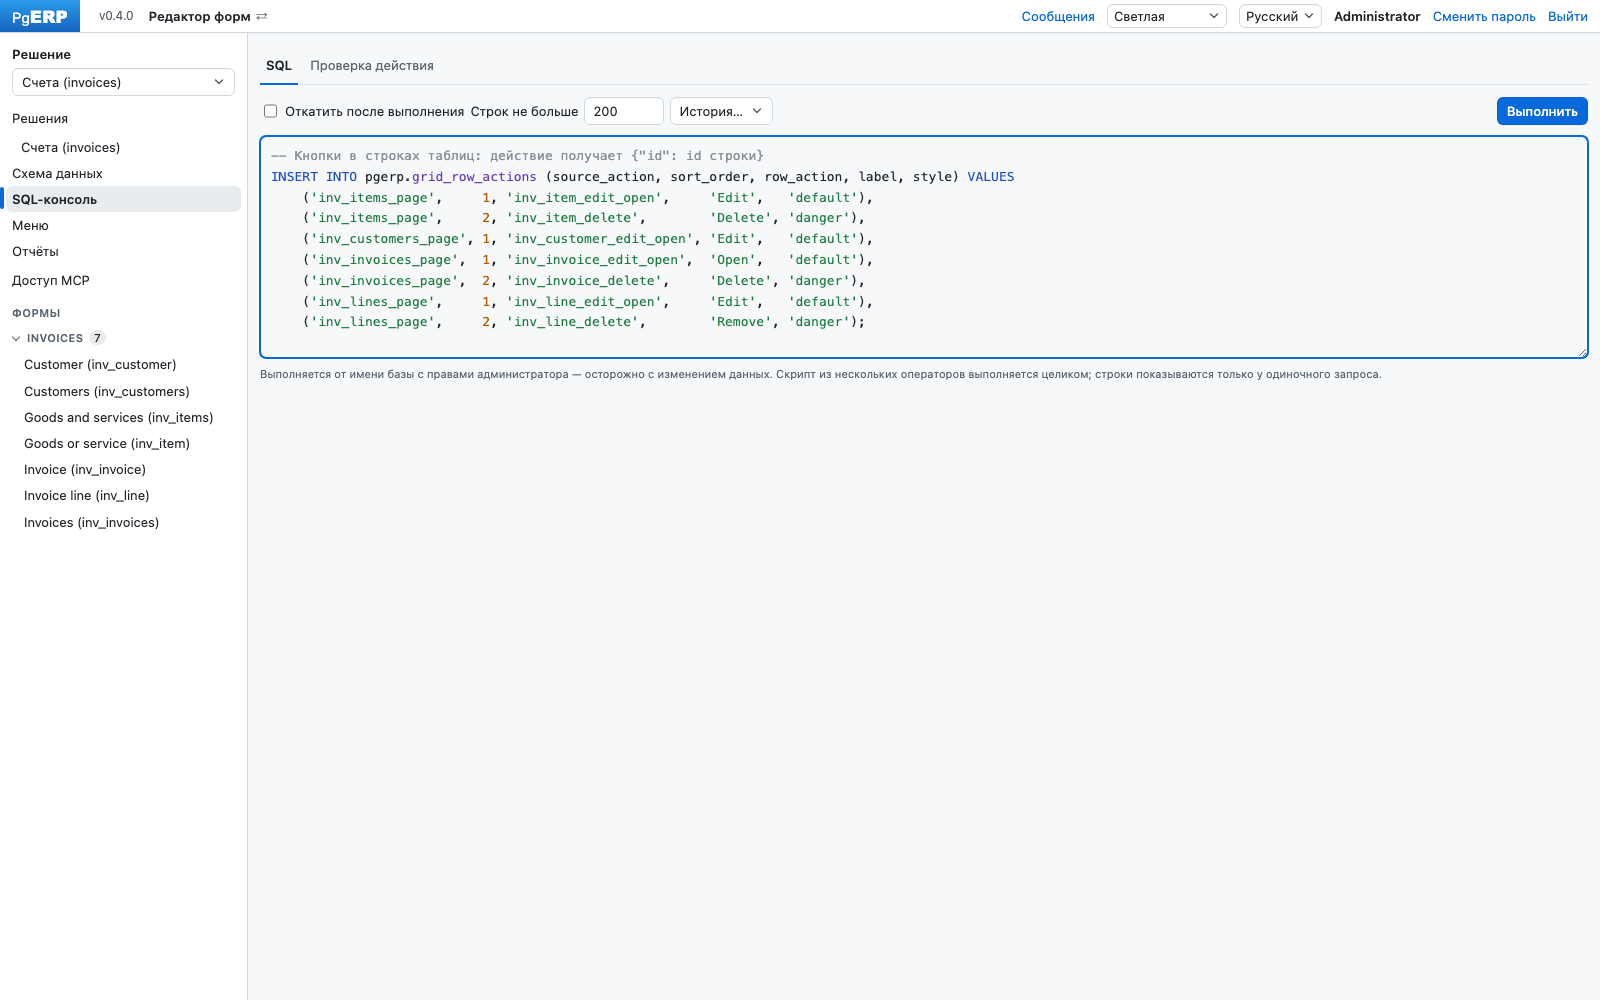 PgERP v0.4.0 Редактор форм ⇄ Сообщения Светлая Русский Administrator Сменить пароль Выйти
Решение
Счета (invoices)
Решения
Счета (invoices)
Схема данных
SQL-консоль
Меню
Отчёты
Доступ MCP
ФОРМЫ
INVOICES 7
Customer (inv_customer)
Customers (inv_customers)
Goods and services (inv_items)
Goods or service (inv_item)
Invoice (inv_invoice)
Invoice line (inv_line)
Invoices (inv_invoices)
SQL Проверка действия
Откатить после выполнения Строк не больше 200 История... Выполнить
-- Кнопки в строках таблиц: действие получает {"id": id строки}
INSERT INTO pgerp.grid_row_actions (source_action, sort_order, row_action, label, style) VALUES
    ('inv_items_page',     1, 'inv_item_edit_open',     'Edit',   'default'),
    ('inv_items_page',     2, 'inv_item_delete',        'Delete', 'danger'),
    ('inv_customers_page', 1, 'inv_customer_edit_open', 'Edit',   'default'),
    ('inv_invoices_page',  1, 'inv_invoice_edit_open',  'Open',   'default'),
    ('inv_invoices_page',  2, 'inv_invoice_delete',     'Delete', 'danger'),
    ('inv_lines_page',     1, 'inv_line_edit_open',     'Edit',   'default'),
    ('inv_lines_page',     2, 'inv_line_delete',        'Remove', 'danger');
Выполняется от имени базы с правами администратора — осторожно с изменением данных. Скрипт из нескольких операторов выполняется целиком; строки показываются только у одиночного запроса.